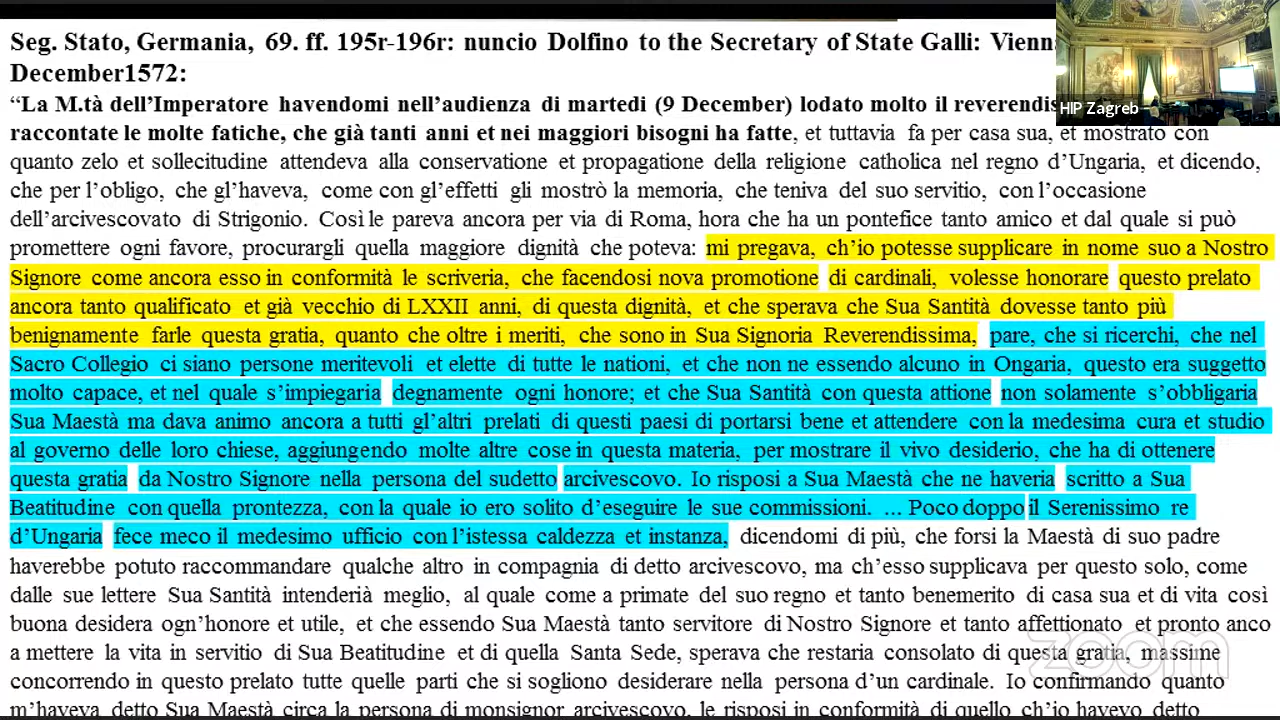 Seg. Stato, Germania, 69. ff. 195r-196r: nuncio Dolfino to the Secretary of State Galli:
December1572:
“La M.tà dell’Imperatore havendomi nell’audienza di martedi (9 December) lodato molto il
HIP Zagreb
raccontate le molte fatiche, che già tanti anni et nei maggiori bisogni ha fatte, et tuttavia fa per casa sua, et mostrato con
quanto zelo et sollecitudine attendeva alla conservatione et propagatione della religione catholica nel regno d’Ungaria, et dicendo,
che per l’obligo, che gl’haveva, come con gl’effetti gli mostrò la memoria, che teniva del suo servitio, con l’occasione
dell’arcivescovato di Strigonio. Così le pareva ancora per via di Roma, hora che ha un pontefice tanto amico et dal quale si può
promettere ogni favore, procurargli quella maggiore dignità che poteva: mi pregava, ch’io potesse supplicare in nome suo a Nostro
Signore come ancora esso in conformità le scriveria, che facendosi nova promotione di cardinali, volesse honorare questo prelato
ancora tanto qualificato et già vecchio di LXXII anni, di questa dignità, et che sperava che Sua Santità dovesse tanto più
benignamente farle questa gratia, quanto che oltre i meriti, che sono in Sua Signoria Reverendissima, pare, che si ricerchi, che nel
Sacro Collegio ci siano persone meritevoli et elette di tutte le nationi, et che non ne essendo alcuno in Ongaria, questo era suggetto
molto capace, et nel quale s’impiegaria degnamente ogni honore; et che Sua Santità con questa attione non solamente s’obbligaria
Sua Maestà ma dava animo ancora a tutti gl’altri prelati di questi paesi di portarsi bene et attendere con la medesima cura et studio
al governo delle loro chiese, aggiungendo molte altre cose in questa materia, per mostrare il vivo desiderio, che ha di ottenere
questa gratia da Nostro Signore nella persona del sudetto arcivescovo. Io risposi a Sua Maestà che ne haveria scritto a Sua
Beatitudine con quella prontezza, con la quale io ero solito d’eseguire le sue commissioni. ... Poco doppo il Serenissimo re
d’Ungaria fece meco il medesimo ufficio con l’istessa caldezza et instanza, dicendomi di più, che forsi la Maestà di suo padre
haverebbe potuto raccommandare qualche altro in compagnia di detto arcivescovo, ma ch’esso supplicava per questo solo, come
dalle sue lettere Sua Santità intenderià meglio, al quale come a primate del suo regno et tanto benemerito di casa sua et di vita così
buona desidera ogn’honore et utile, et che essendo Sua Maestà tanto servitore di Nostro Signore et tanto affettionato et pronto anco
a mettere la vita in servitio di Sua Beatitudine et di quella Santa Sede, sperava che restaria consolato di questa gratia, massime
concorrendo in questo prelato tutte quelle parti che si sogliono desiderare nella persona d’un cardinale. Io confirmando quanto
m’haveva detto Sua Maestà circa la persona di monsignor arcivescovo, le risposi in conformità di quello ch’io havevo detto
zoom